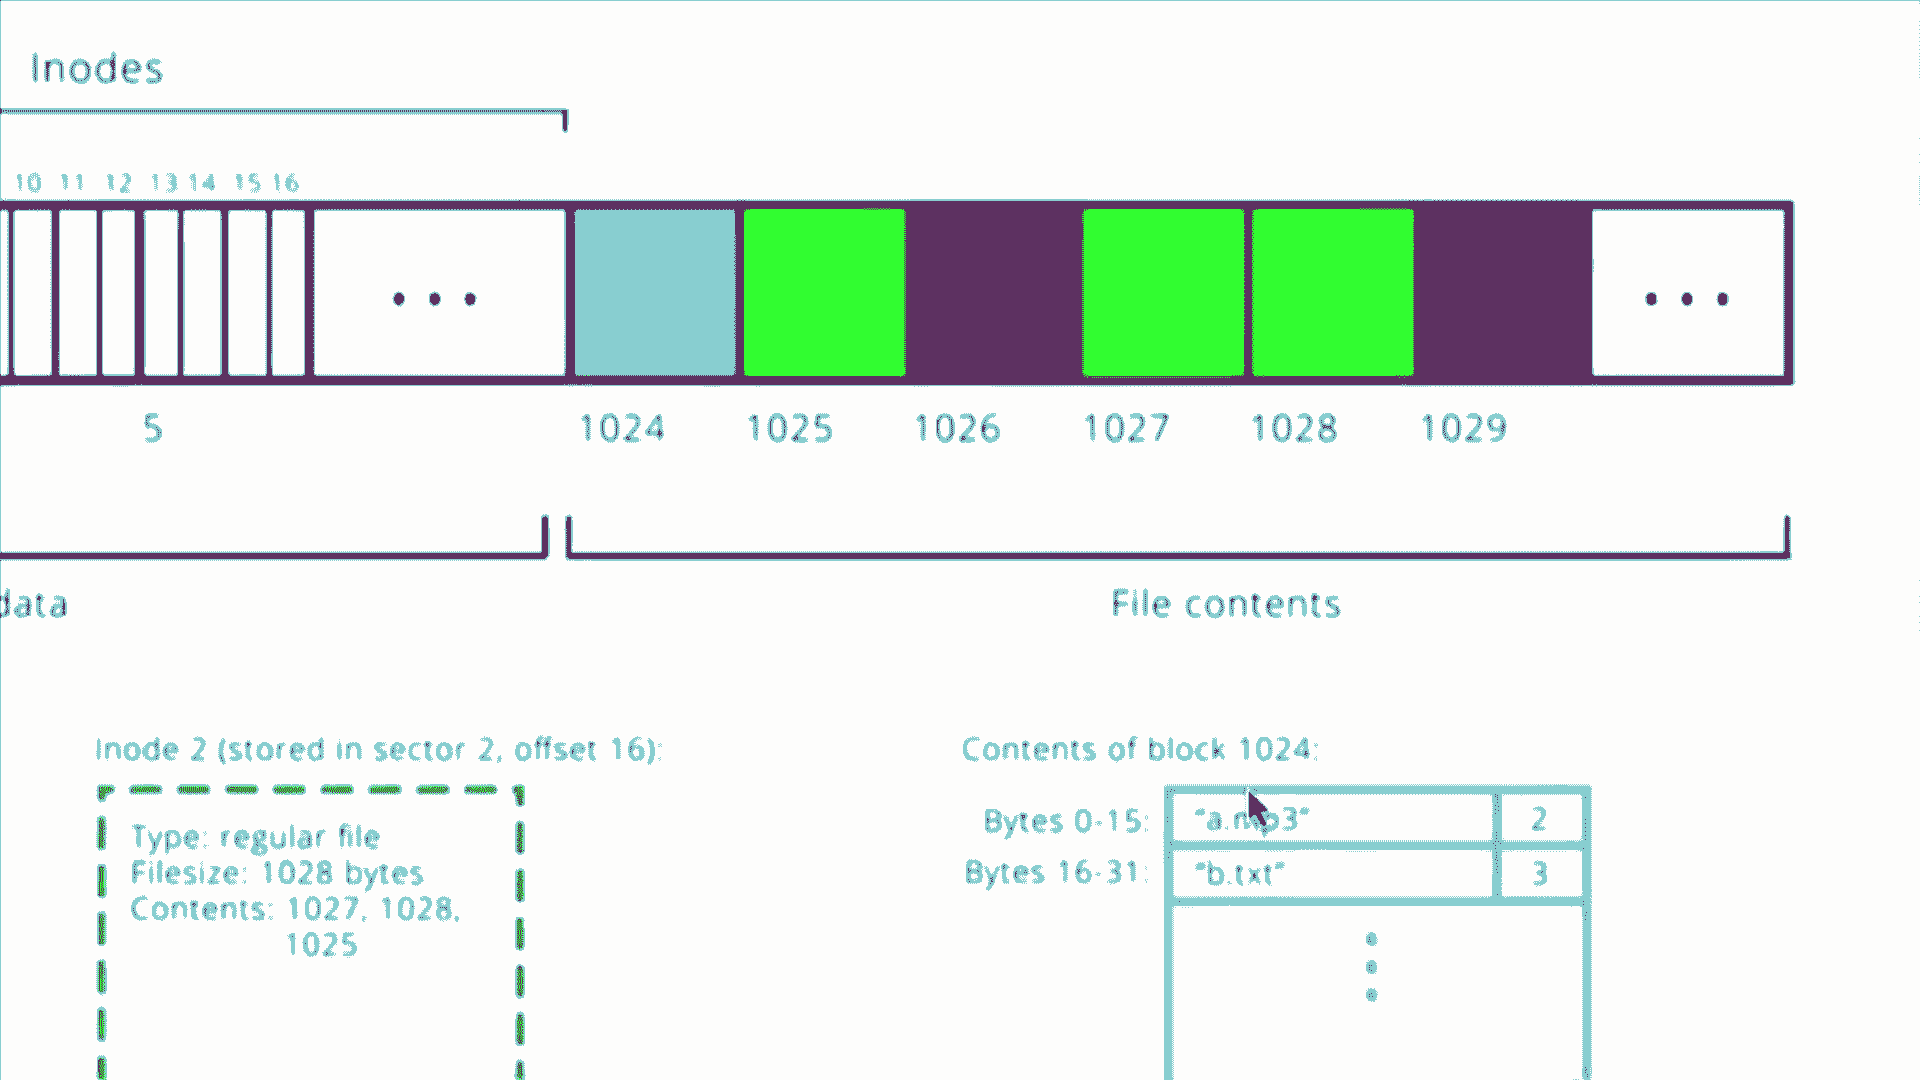 Inodes
10 11 12 13 14 15 16
5 1024 1025 1026 1027 1028 1029
data File contents
Inode 2 (stored in sector 2, offset 16):
Type: regular file
Filesize: 1028 bytes
Contents: 1027, 1028,
1025
Contents of block 1024:
Bytes 0-15: "a.mp3" 2
Bytes 16-31: "b.txt" 3